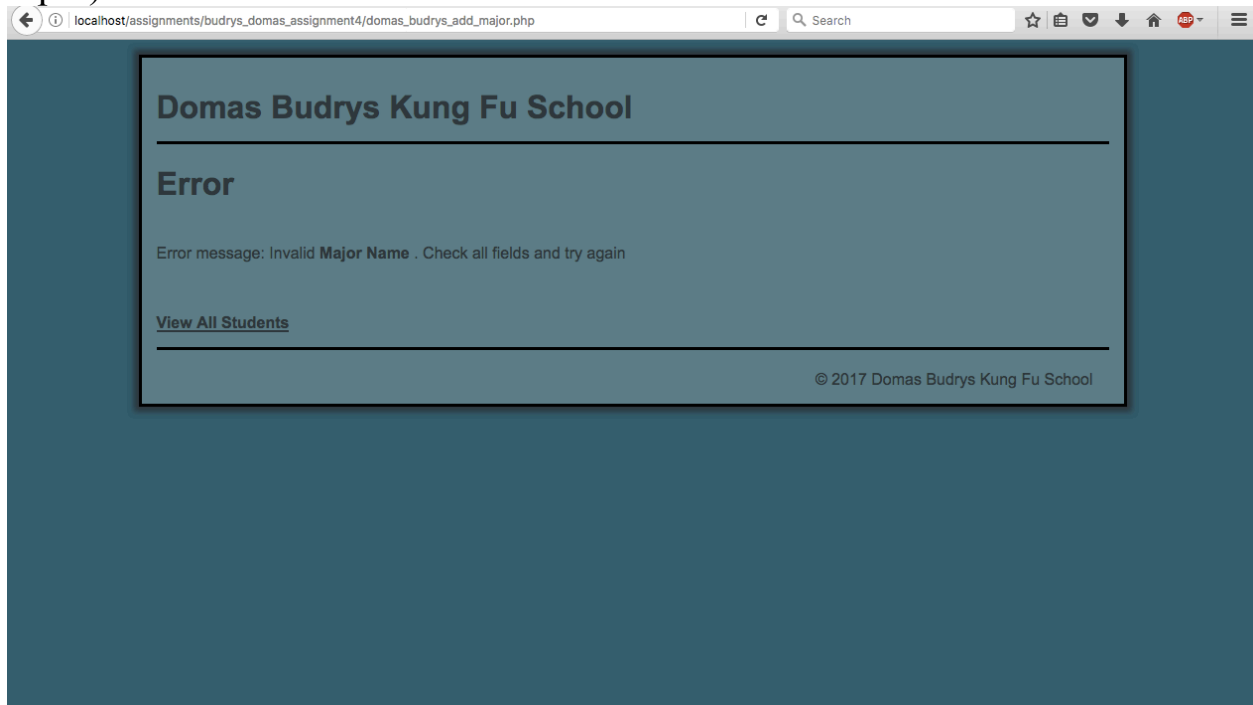 localhost/assignments/budrys_domas_assignment4/domas_budrys_add_major.php Search ABP
Domas Budrys Kung Fu School
Error
Error message: Invalid Major Name . Check all fields and try again
View All Students
© 2017 Domas Budrys Kung Fu School